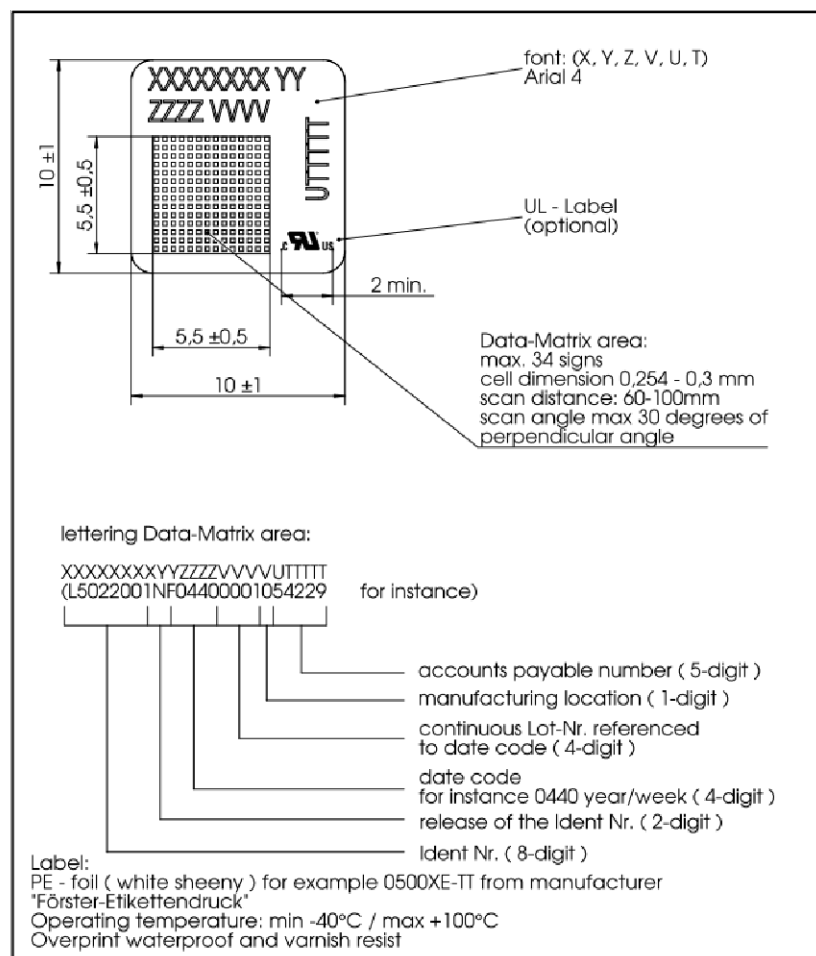 XXXXXXXX YY
ZZZZ VVVV
UTTTTT
c RU US
font: (X, Y, Z, V, U, T)
Arial 4
10 ±1
5,5 ±0,5
UL - Label
(optional)
2 min.
5,5 ±0,5
10 ±1
Data-Matrix area:
max. 34 signs
cell dimension 0,254 - 0,3 mm
scan distance: 60-100mm
scan angle max 30 degrees of
perpendicular angle
lettering Data-Matrix area:
XXXXXXXXYYZZZZVVVVUTTTTT
(L5022001NF04400001054229 for instance)
accounts payable number ( 5-digit )
manufacturing location ( 1-digit )
continuous Lot-Nr. referenced
to date code ( 4-digit )
date code
for instance 0440 year/week ( 4-digit )
release of the Ident Nr. ( 2-digit )
Ident Nr. ( 8-digit )
Label:
PE - foil ( white sheeny ) for example 0500XE-TT from manufacturer
"Förster-Etikettendruck"
Operating temperature: min -40°C / max +100°C
Overprint waterproof and varnish resist